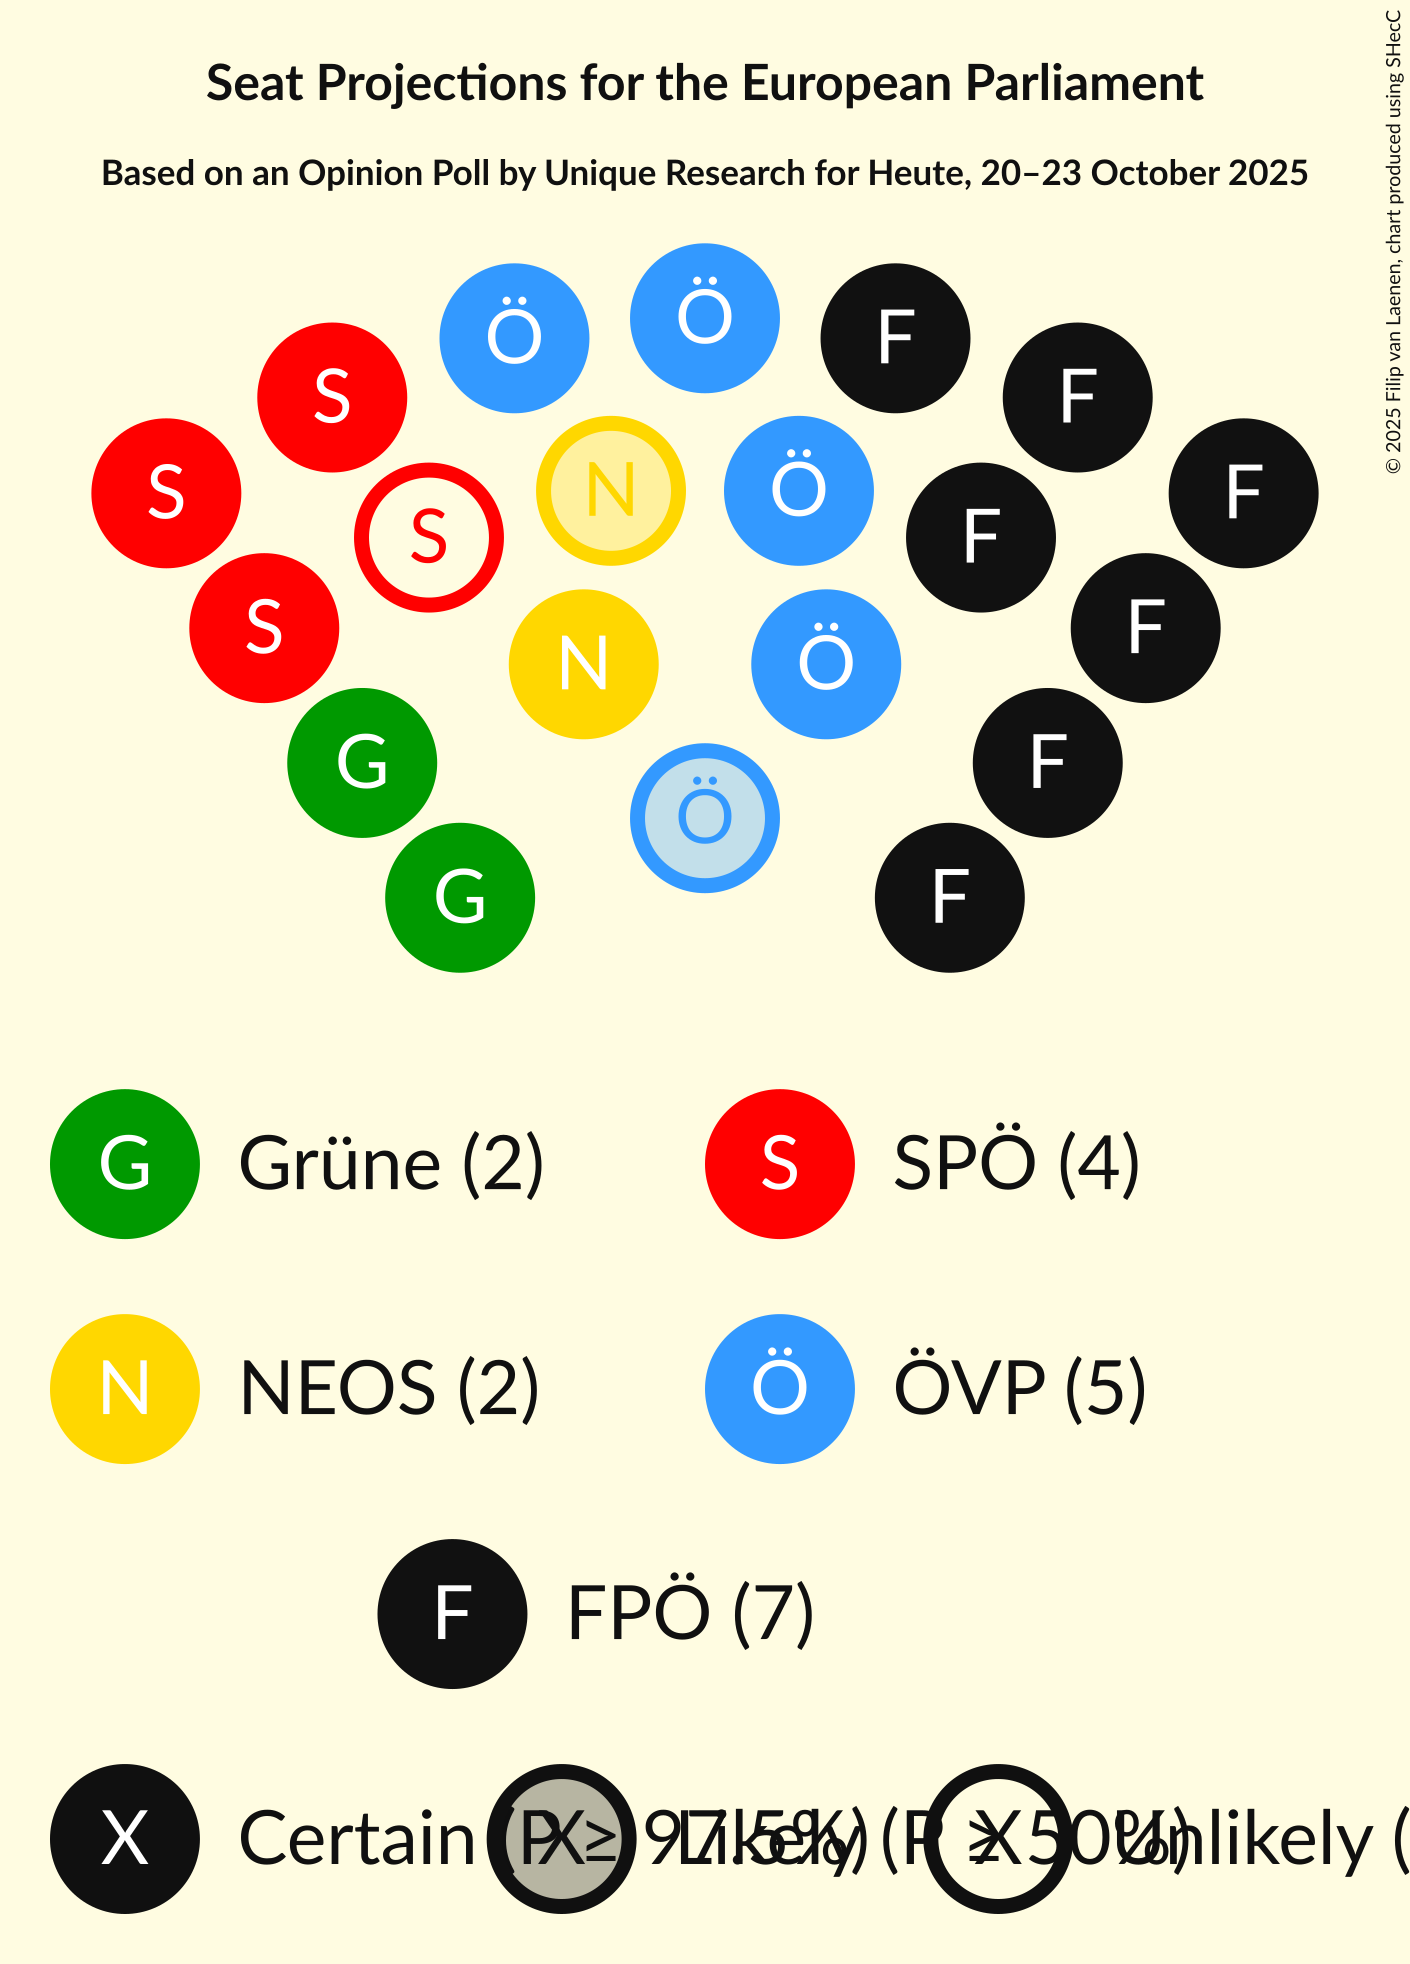 Seat Projections for the European Parliament
Based on an Opinion Poll by Unique Research for Heute, 20–23 October 2025
© 2025 Filip van Laenen, chart produced using SHecC
Ö
Ö
F
S
F
S
F
N
Ö
S
F
S
F
N
Ö
G
F
Ö
G
F
G Grüne (2) S SPÖ (4)
N NEOS (2) Ö ÖVP (5)
F FPÖ (7)
X Certain (P ≥ 97.5%) X Likely (P ≥ 50%) X Unlikely (